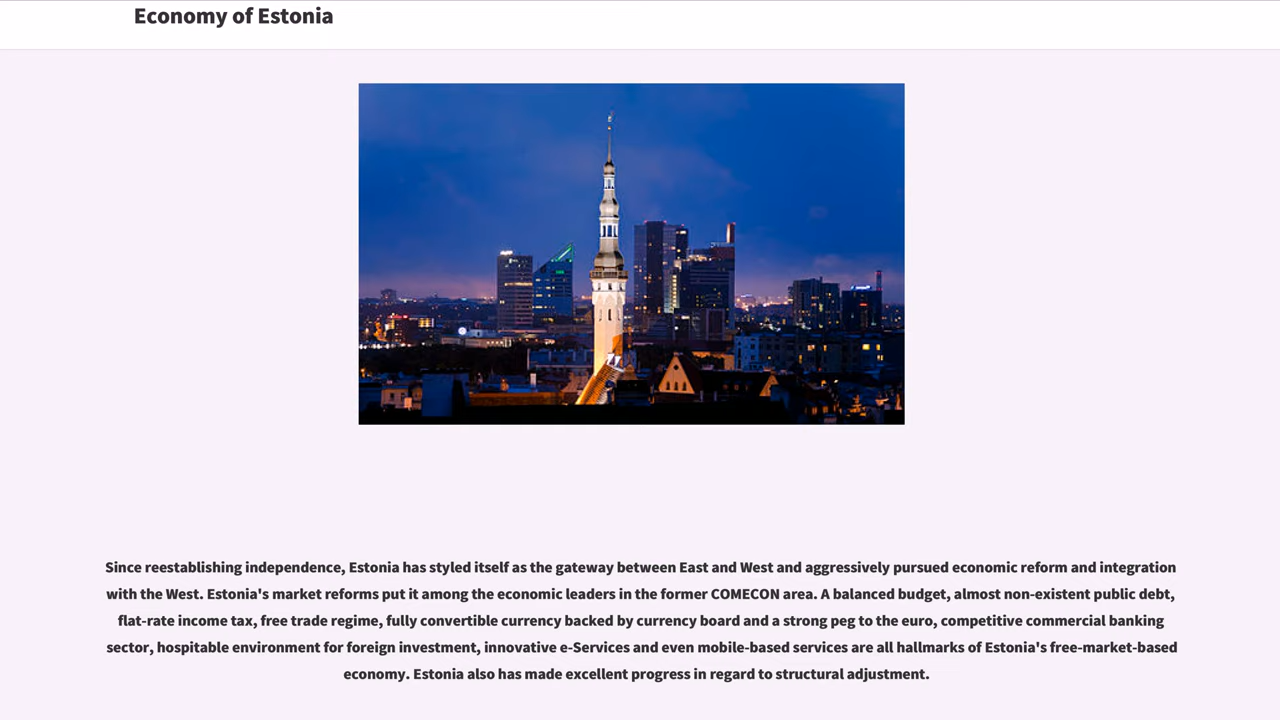 Economy of Estonia
Since reestablishing independence, Estonia has styled itself as the gateway between East and West and aggressively pursued economic reform and integration
with the West. Estonia's market reforms put it among the economic leaders in the former COMECON area. A balanced budget, almost non-existent public debt,
flat-rate income tax, free trade regime, fully convertible currency backed by currency board and a strong peg to the euro, competitive commercial banking
sector, hospitable environment for foreign investment, innovative e-Services and even mobile-based services are all hallmarks of Estonia's free-market-based
economy. Estonia also has made excellent progress in regard to structural adjustment.